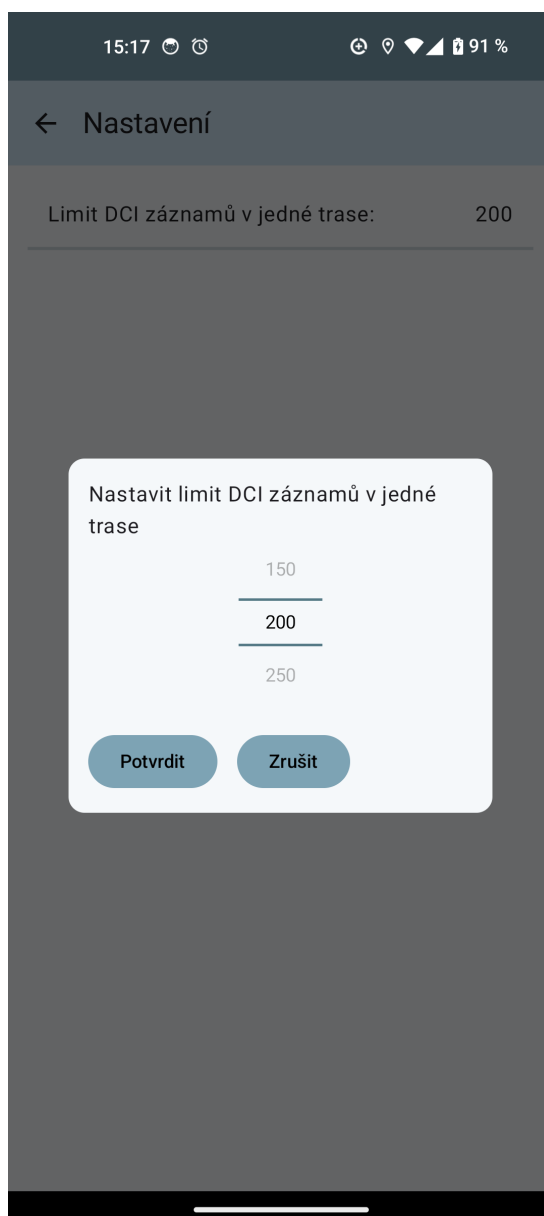 15:17 91 %
Nastavení
Limit DCI záznamů v jedné trase: 200
Nastavit limit DCI záznamů v jedné
trase
150
200
250
Potvrdit Zrušit